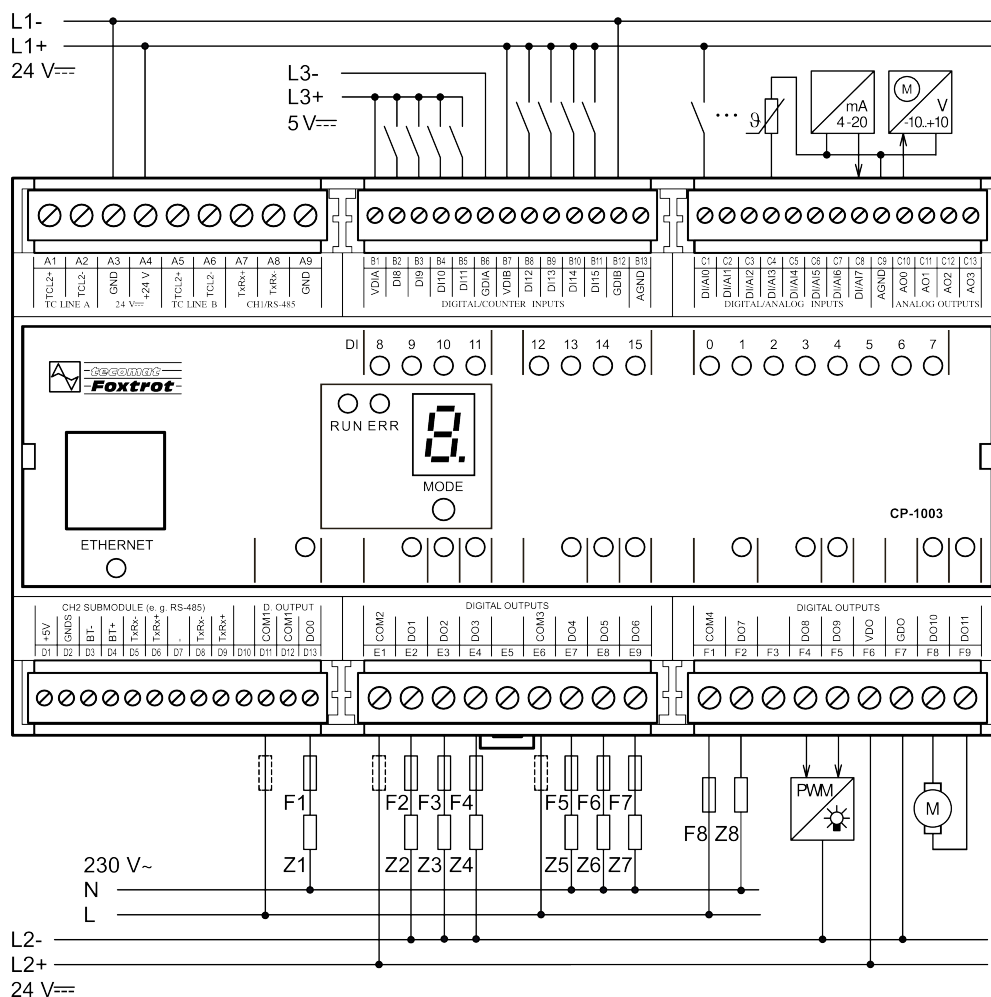 L1-
L1+
24 V
L3-
L3+
5 V
ϑ
mA
4-20
M
V
-10..+10
A1 A2 A3 A4 A5 A6 A7 A8 A9
TCL2+ TCL2- GND +24 V TCL2+ TCL2- TxRx+ TxRx- GND
TC LINE A 24 V TC LINE B CH1/RS-485
B1 B2 B3 B4 B5 B6 B7 B8 B9 B10 B11 B12 B13
VDIA DI8 DI9 DI10 DI11 GDIA VDIB DI12 DI13 DI14 DI15 GDIB AGND
DIGITAL/COUNTER INPUTS
C1 C2 C3 C4 C5 C6 C7 C8 C9 C10 C11 C12 C13
DI/AI0 DI/AI1 DI/AI2 DI/AI3 DI/AI4 DI/AI5 DI/AI6 DI/AI7 AGND AO0 AO1 AO2 AO3
DIGITAL/ANALOG INPUTS ANALOG OUTPUTS
DI 8 9 10 11 12 13 14 15 0 1 2 3 4 5 6 7
tecomat
Foxtrot
RUN ERR
8.
MODE
CP-1003
ETHERNET
CH2 SUBMODULE (e. g. RS-485) D. OUTPUT
+5V GNDS BT- BT+ TxRx- TxRx+ - TxRx- TxRx+ COM1 COM1 DO0
D1 D2 D3 D4 D5 D6 D7 D8 D9 D10 D11 D12 D13
DIGITAL OUTPUTS
COM2 DO1 DO2 DO3 COM3 DO4 DO5 DO6
E1 E2 E3 E4 E5 E6 E7 E8 E9
DIGITAL OUTPUTS
COM4 DO7 DO8 DO9 VDO GDO DO10 DO11
F1 F2 F3 F4 F5 F6 F7 F8 F9
F1 F2 F3 F4 F5 F6 F7 F8 Z8
PWM
M
Z1 Z2 Z3 Z4 Z5 Z6 Z7
230 V~
N
L
L2-
L2+
24 V